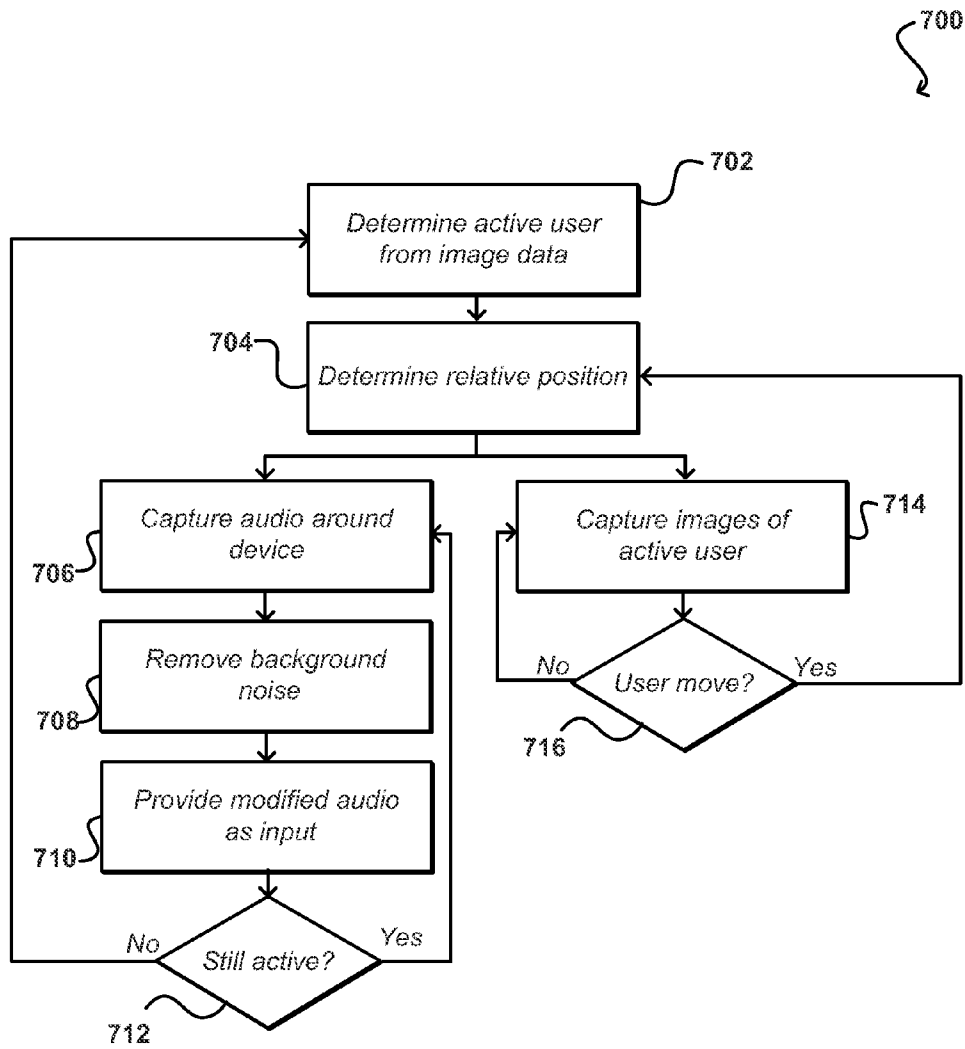 700
702
Determine active user
from image data
704
Determine relative position
Capture audio around
device
706
Capture images of
active user
714
Remove background
noise
708
No
User move?
Yes
716
Provide modified audio
as input
710
No
Still active?
Yes
712